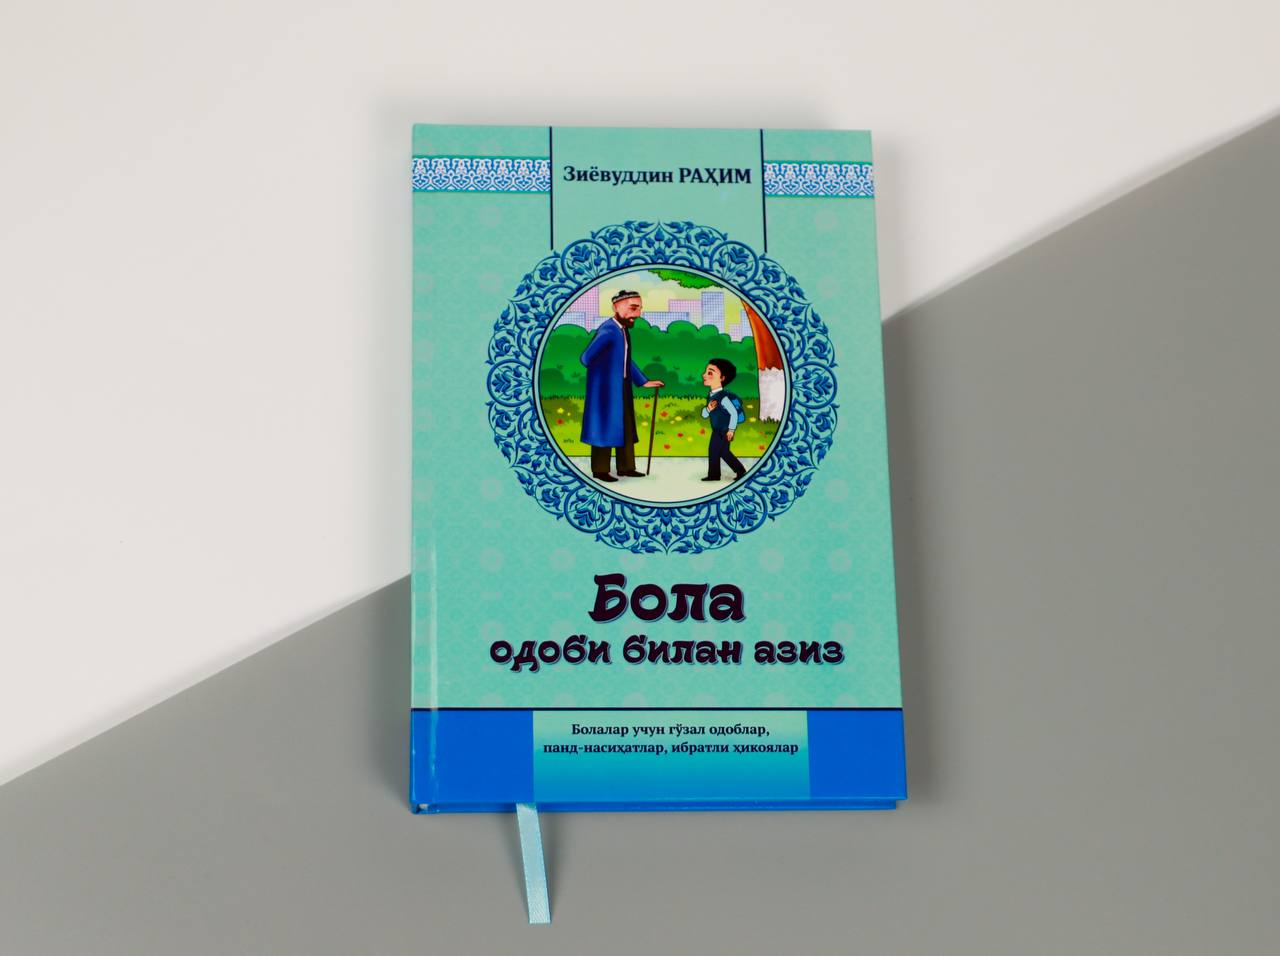 Зиёвуддин РАҲИМ
Бола
одоби билан азиз
Болалар учун гўзал одоблар,
панд-насиҳатлар, ибратли ҳикоялар